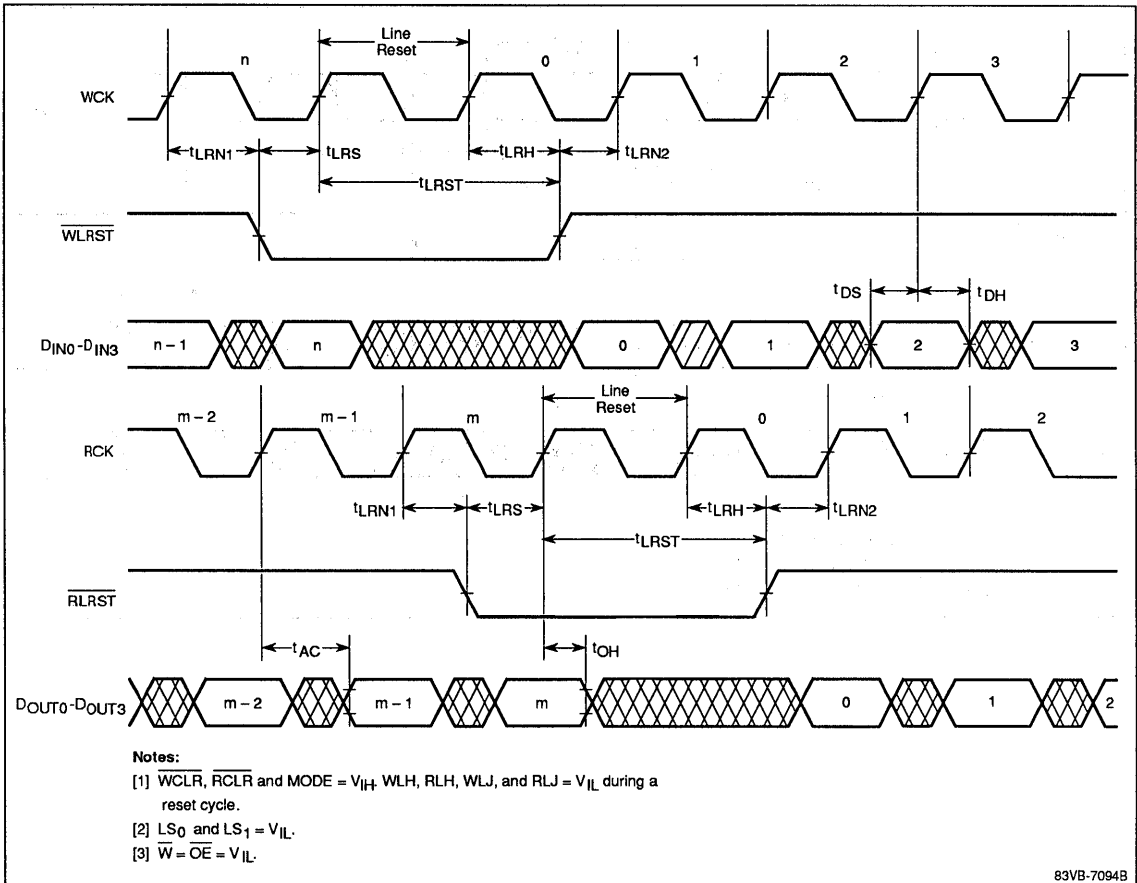 Line
Reset
n 0 1 2 3
WCK
tLRN1 tLRS tLRH tLRN2
tLRST
WLRST
tDS tDH
DIN0-DIN3 n-1 n 0 1 2 3
Line
Reset
m-2 m-1 m 0 1 2
RCK
tLRN1 tLRS tLRH tLRN2
tLRST
RLRST
tAC tOH
DOUT0-DOUT3 m-2 m-1 m 0 1 2
Notes:
[1] WCLR, RCLR and MODE = VIH. WLH, RLH, WLJ, and RLJ = VIL during a
reset cycle.
[2] LS0 and LS1 = VIL.
[3] W = OE = VIL.
83VB-7094B